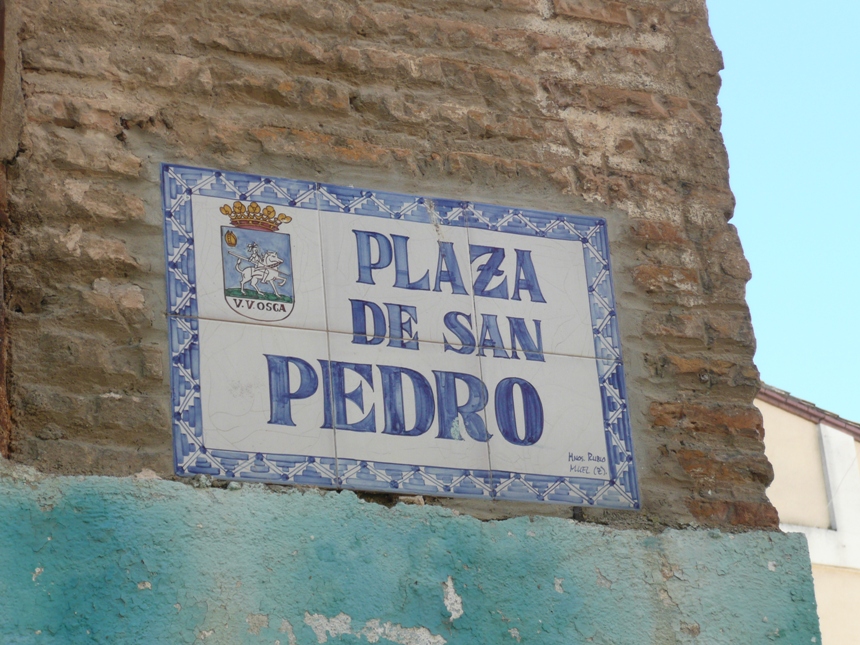 V.V.OSCA
PLAZA
DE SAN
PEDRO
HNOS. RUBIO
MUEL (Z)